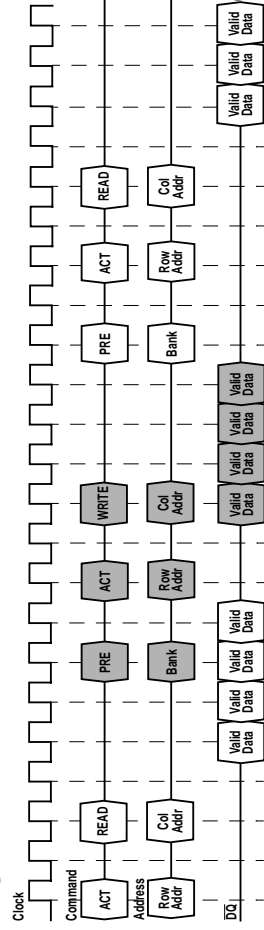 Clock
Command
ACT READ PRE ACT WRITE PRE ACT READ
Address
Row Col Bank Row Col Bank Row Col
Addr Addr Addr Addr Addr Addr
DQ
Valid Valid Valid Valid Valid Valid Valid Valid Valid Valid Valid
Data Data Data Data Data Data Data Data Data Data Data